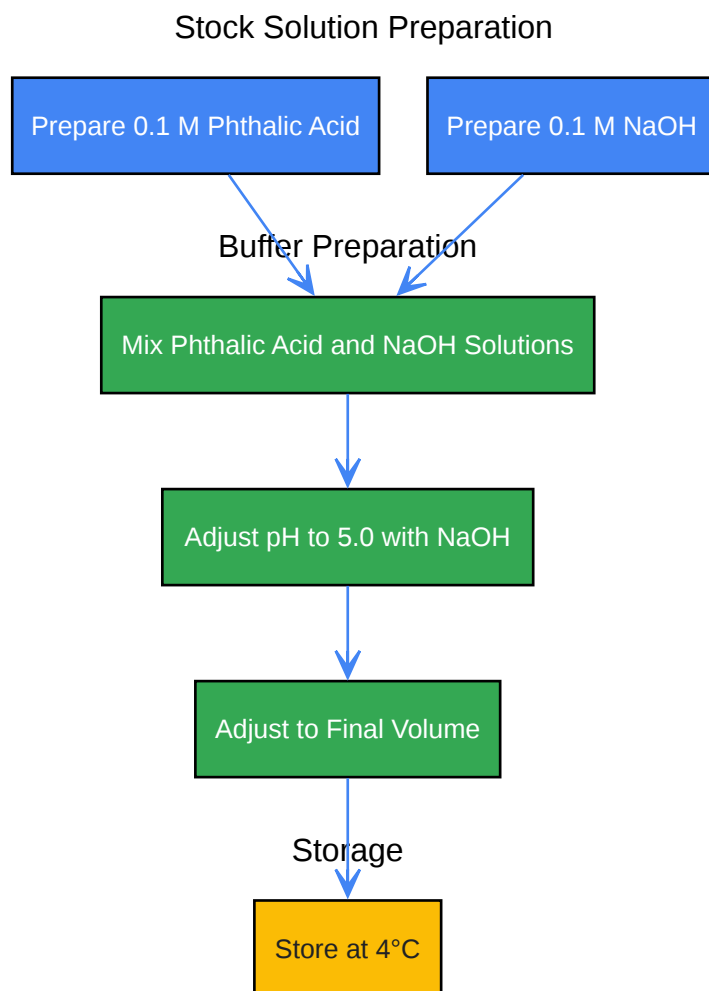 Stock Solution Preparation
Prepare 0.1 M Phthalic Acid
Prepare 0.1 M NaOH
Buffer Preparation
Mix Phthalic Acid and NaOH Solutions
Adjust pH to 5.0 with NaOH
Adjust to Final Volume
Storage
Store at 4°C